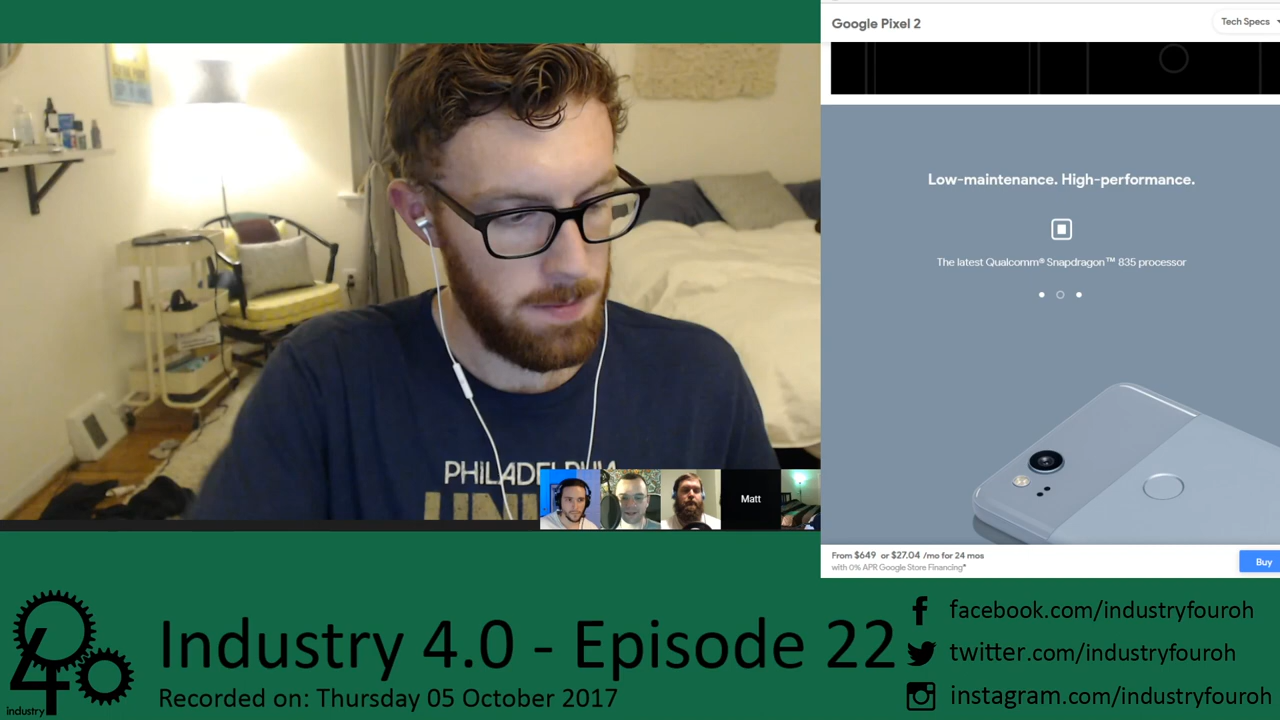 Google Pixel 2
Tech Specs
Low-maintenance. High-performance.
The latest Qualcomm® Snapdragon™ 835 processor
PHILADELPHIA
UNI
Matt
From $649 or $27.04 /mo for 24 mos
with 0% APR Google Store Financing*
Buy
Industry 4.0 - Episode 22
Recorded on: Thursday 05 October 2017
40
industry
facebook.com/industryfouroh
twitter.com/industryfouroh
instagram.com/industryfouroh